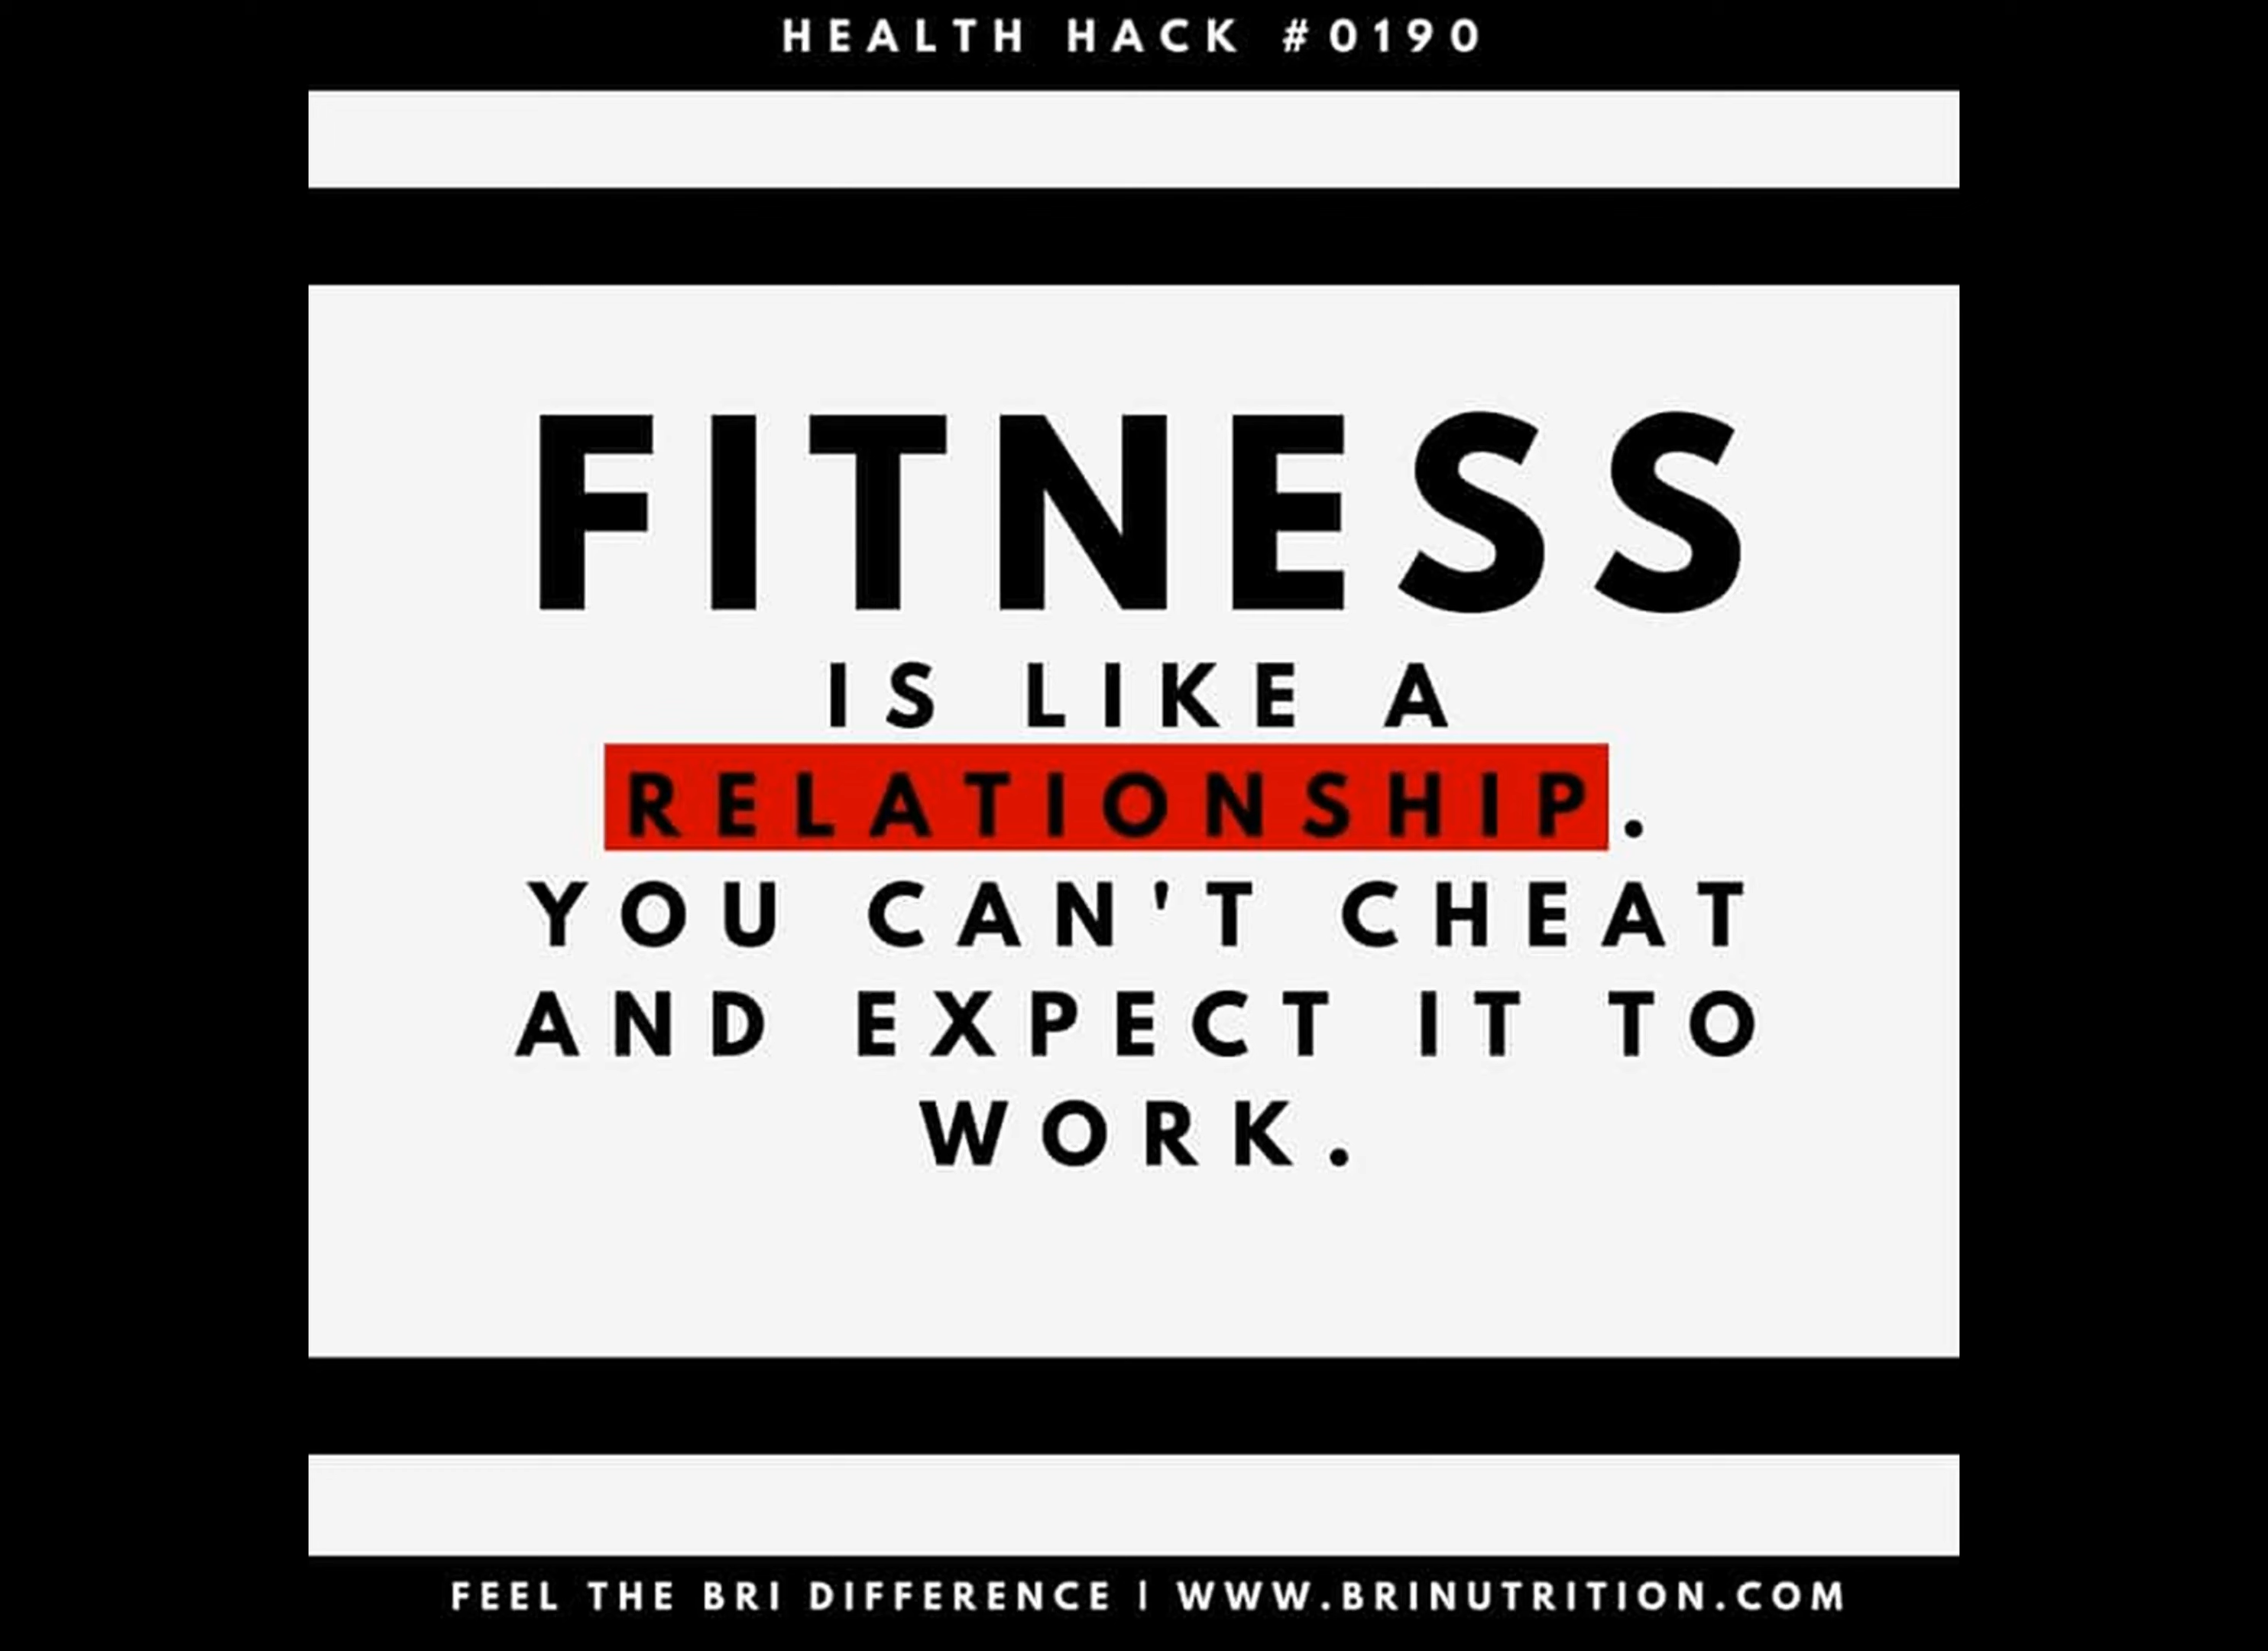 HEALTH HACK #0190
FITNESS
IS LIKE A
RELATIONSHIP.
YOU CAN'T CHEAT
AND EXPECT IT TO
WORK.
FEEL THE BRI DIFFERENCE | WWW.BRINUTRITION.COM